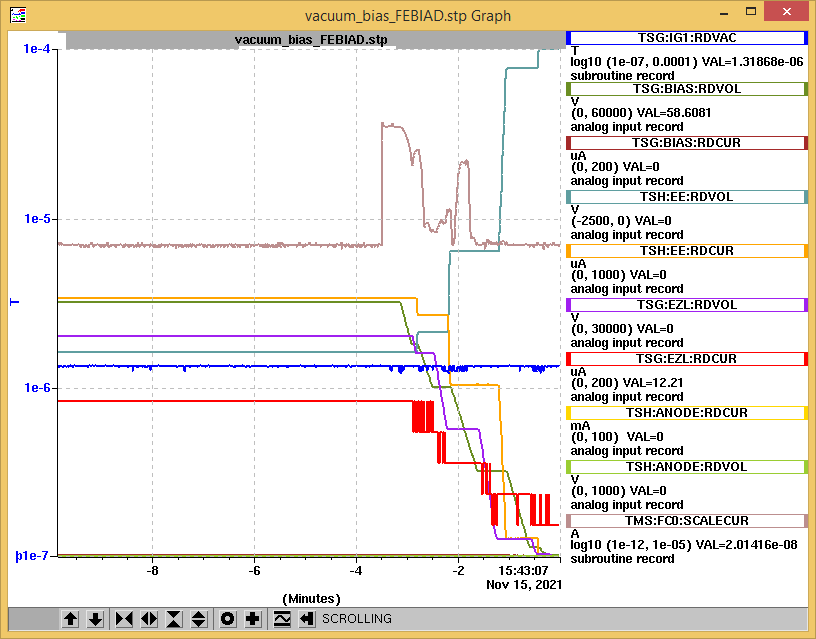 vacuum_bias_FEBIAD.stp Graph
vacuum_bias_FEBIAD.stp
1e-4
1e-5
T
1e-6
1e-7
-8
-6
-4
-2
15:43:07
Nov 15, 2021
(Minutes)
TSG:IG1:RDVAC
T
log10 (1e-07, 0.0001) VAL=1.31868e-06
subroutine record
TSG:BIAS:RDVOL
V
(0, 60000) VAL=58.6081
analog input record
TSG:BIAS:RDCUR
uA
(0, 200) VAL=0
analog input record
TSH:EE:RDVOL
V
(-2500, 0) VAL=0
analog input record
TSH:EE:RDCUR
uA
(0, 1000) VAL=0
analog input record
TSG:EZL:RDVOL
V
(0, 30000) VAL=0
analog input record
TSG:EZL:RDCUR
uA
(0, 200) VAL=12.21
analog input record
TSH:ANODE:RDCUR
mA
(0, 100) VAL=0
analog input record
TSH:ANODE:RDVOL
V
(0, 1000) VAL=0
analog input record
TMS:FC0:SCALECUR
A
log10 (1e-12, 1e-05) VAL=2.01416e-08
subroutine record
SCROLLING